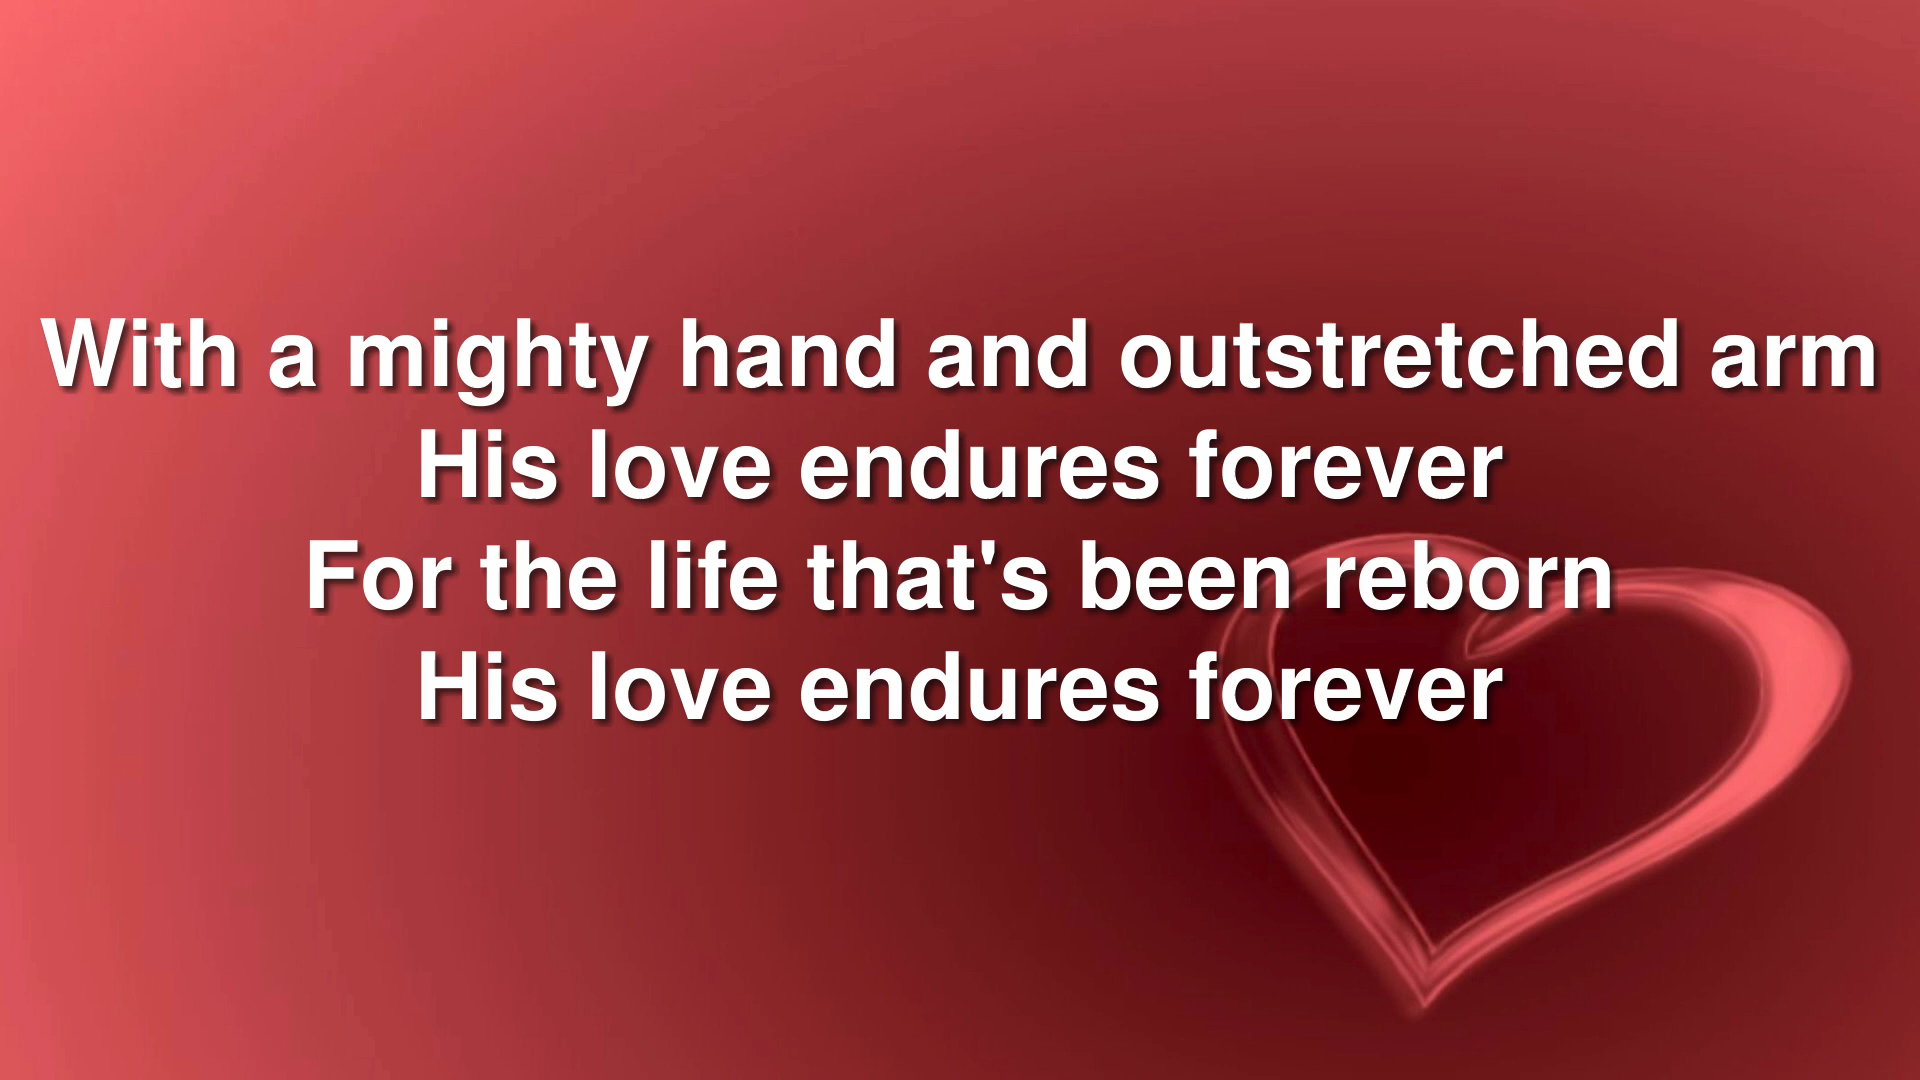 With a mighty hand and outstretched arm
His love endures forever
For the life that's been reborn
His love endures forever